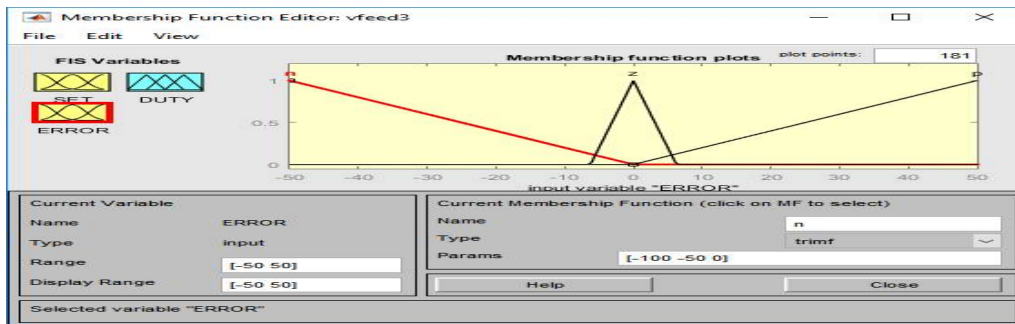 Membership Function Editor: vfeed3
File Edit View
FIS Variables
SET
DUTY
ERROR
Membership function plots
plot points:
181
n
z
p
1
0.5
0
-50 -40 -30 -20 -10 0 10 20 30 40 50
input variable "ERROR"
Current Variable
Name ERROR
Type input
Range [-50 50]
Display Range [-50 50]
Current Membership Function (click on MF to select)
Name n
Type trimf
Params [-100 -50 0]
Help Close
Selected variable "ERROR"